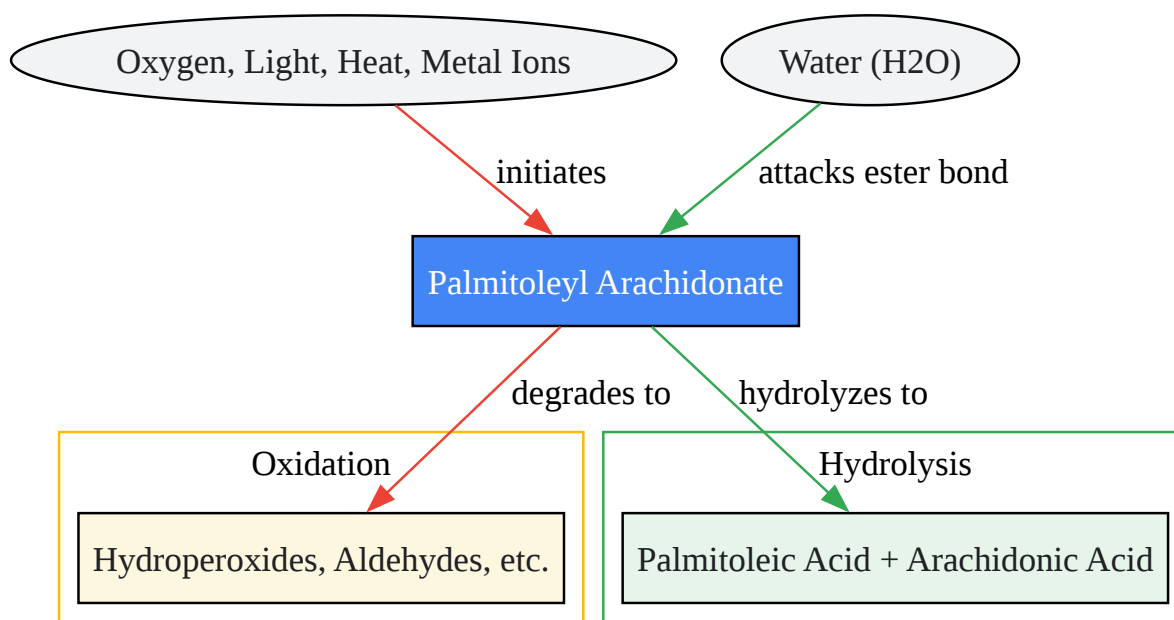 Oxygen, Light, Heat, Metal Ions
Water (H2O)
initiates
attacks ester bond
Palmitoleyl Arachidonate
degrades to
hydrolyzes to
Oxidation
Hydrolysis
Hydroperoxides, Aldehydes, etc.
Palmitoleic Acid + Arachidonic Acid